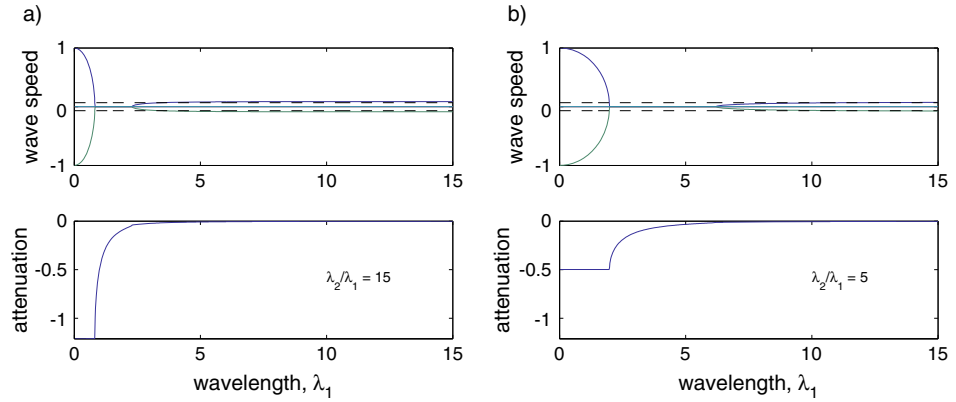 a)
1
0
-1
wave speed
0 5 10 15
0
-0.5
-1
attenuation
λ2/λ1 = 15
0 5 10 15
wavelength, λ1
b)
1
0
-1
wave speed
0 5 10 15
0
-0.5
-1
attenuation
λ2/λ1 = 5
0 5 10 15
wavelength, λ1